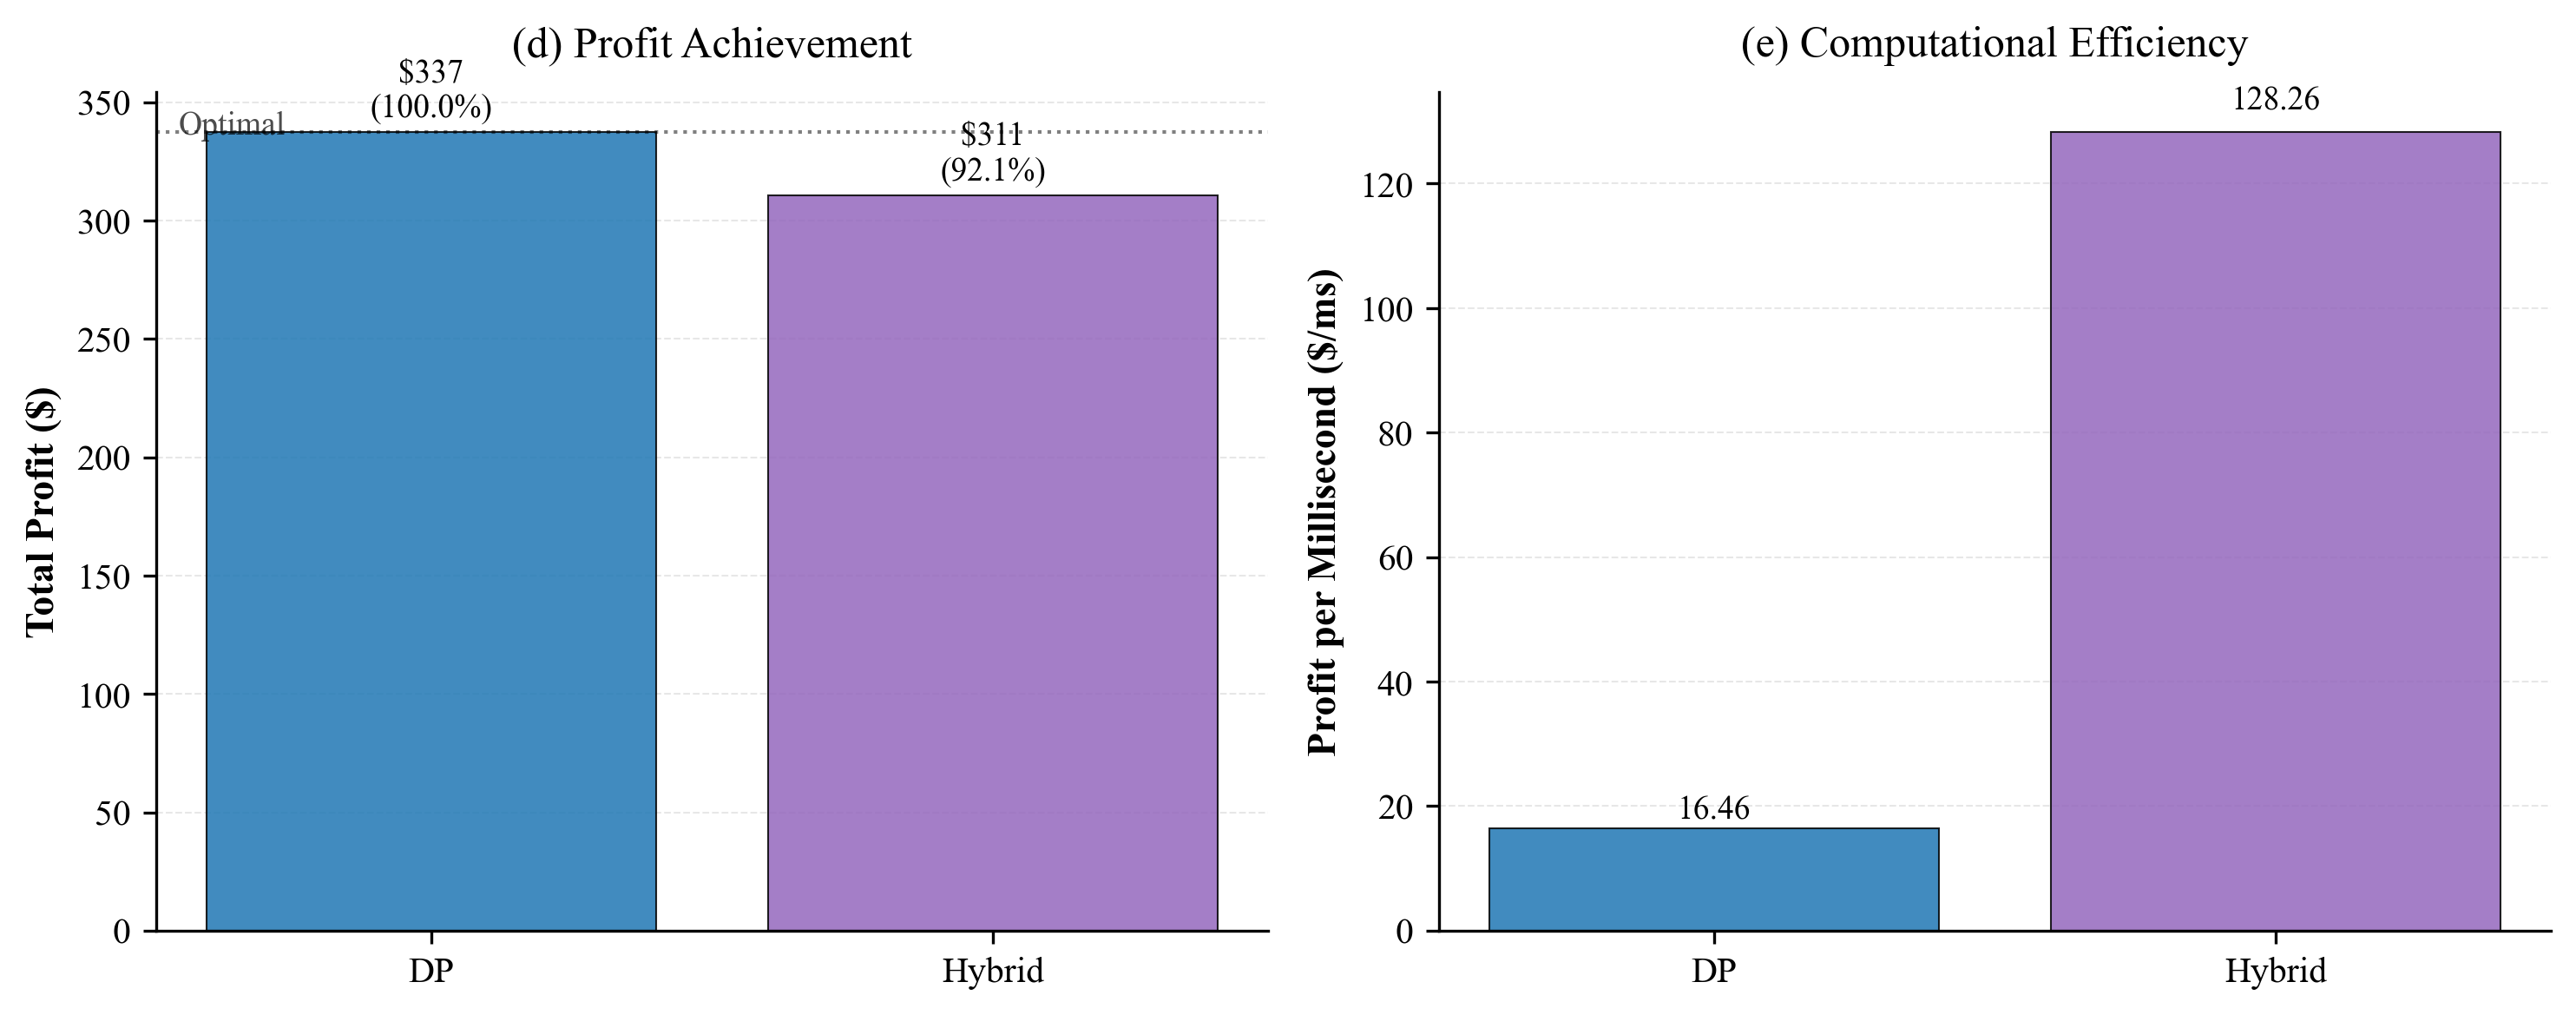 (d) Profit Achievement
$337
(100.0%)
Optimal
$311
(92.1%)
350
300
250
200
150
100
50
0
Total Profit ($)
DP
Hybrid
(e) Computational Efficiency
128.26
16.46
120
100
80
60
40
20
0
Profit per Millisecond ($/ms)
DP
Hybrid